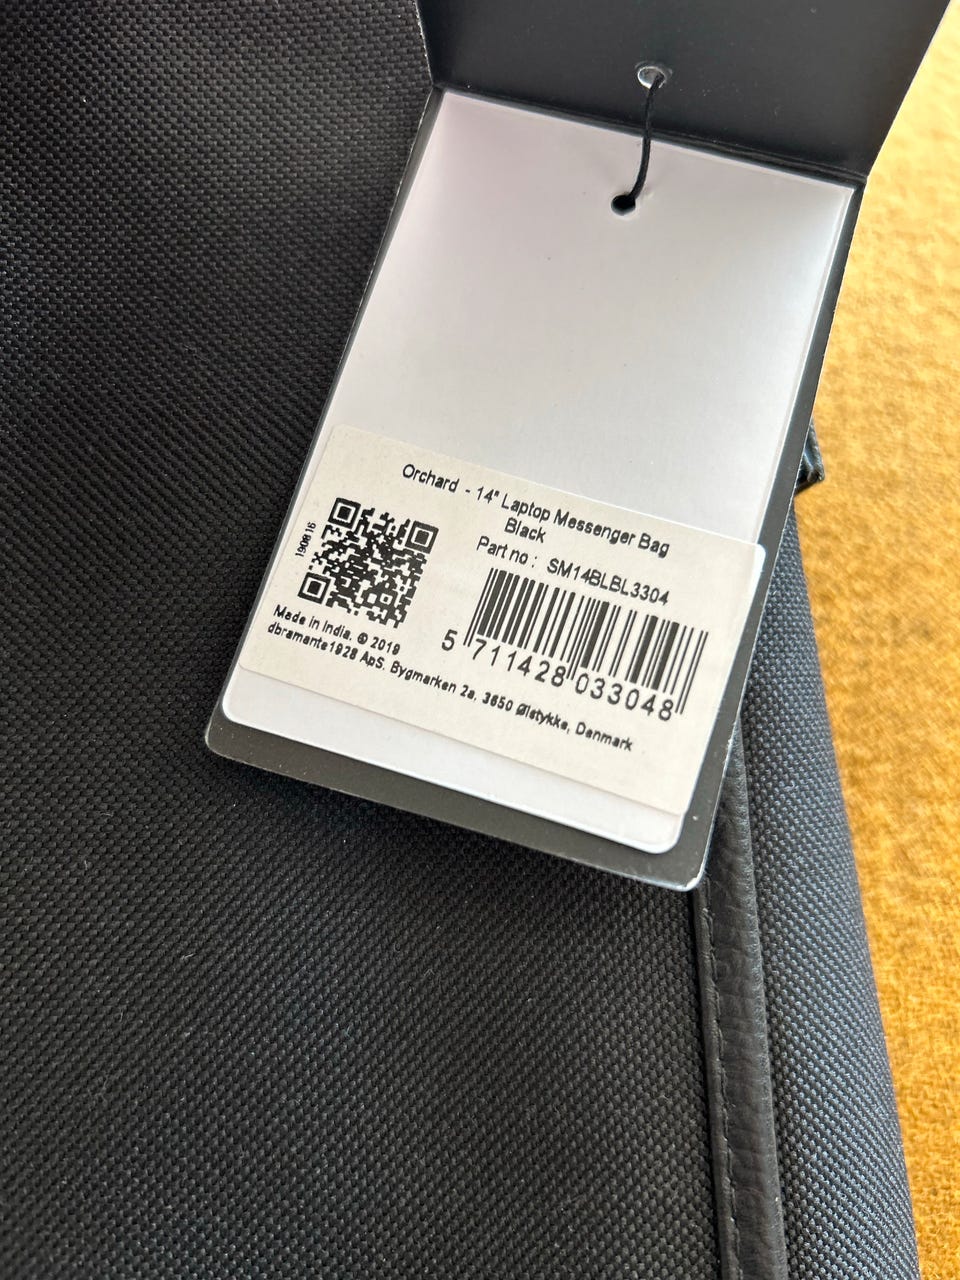 Orchard - 14" Laptop Messenger Bag
Black
Part no : SM14BLBL3304
190816
5 711428 033048
Made in India. © 2019
dbramante1928 ApS. Bygmarken 2a, 3650 Ølstykke, Danmark